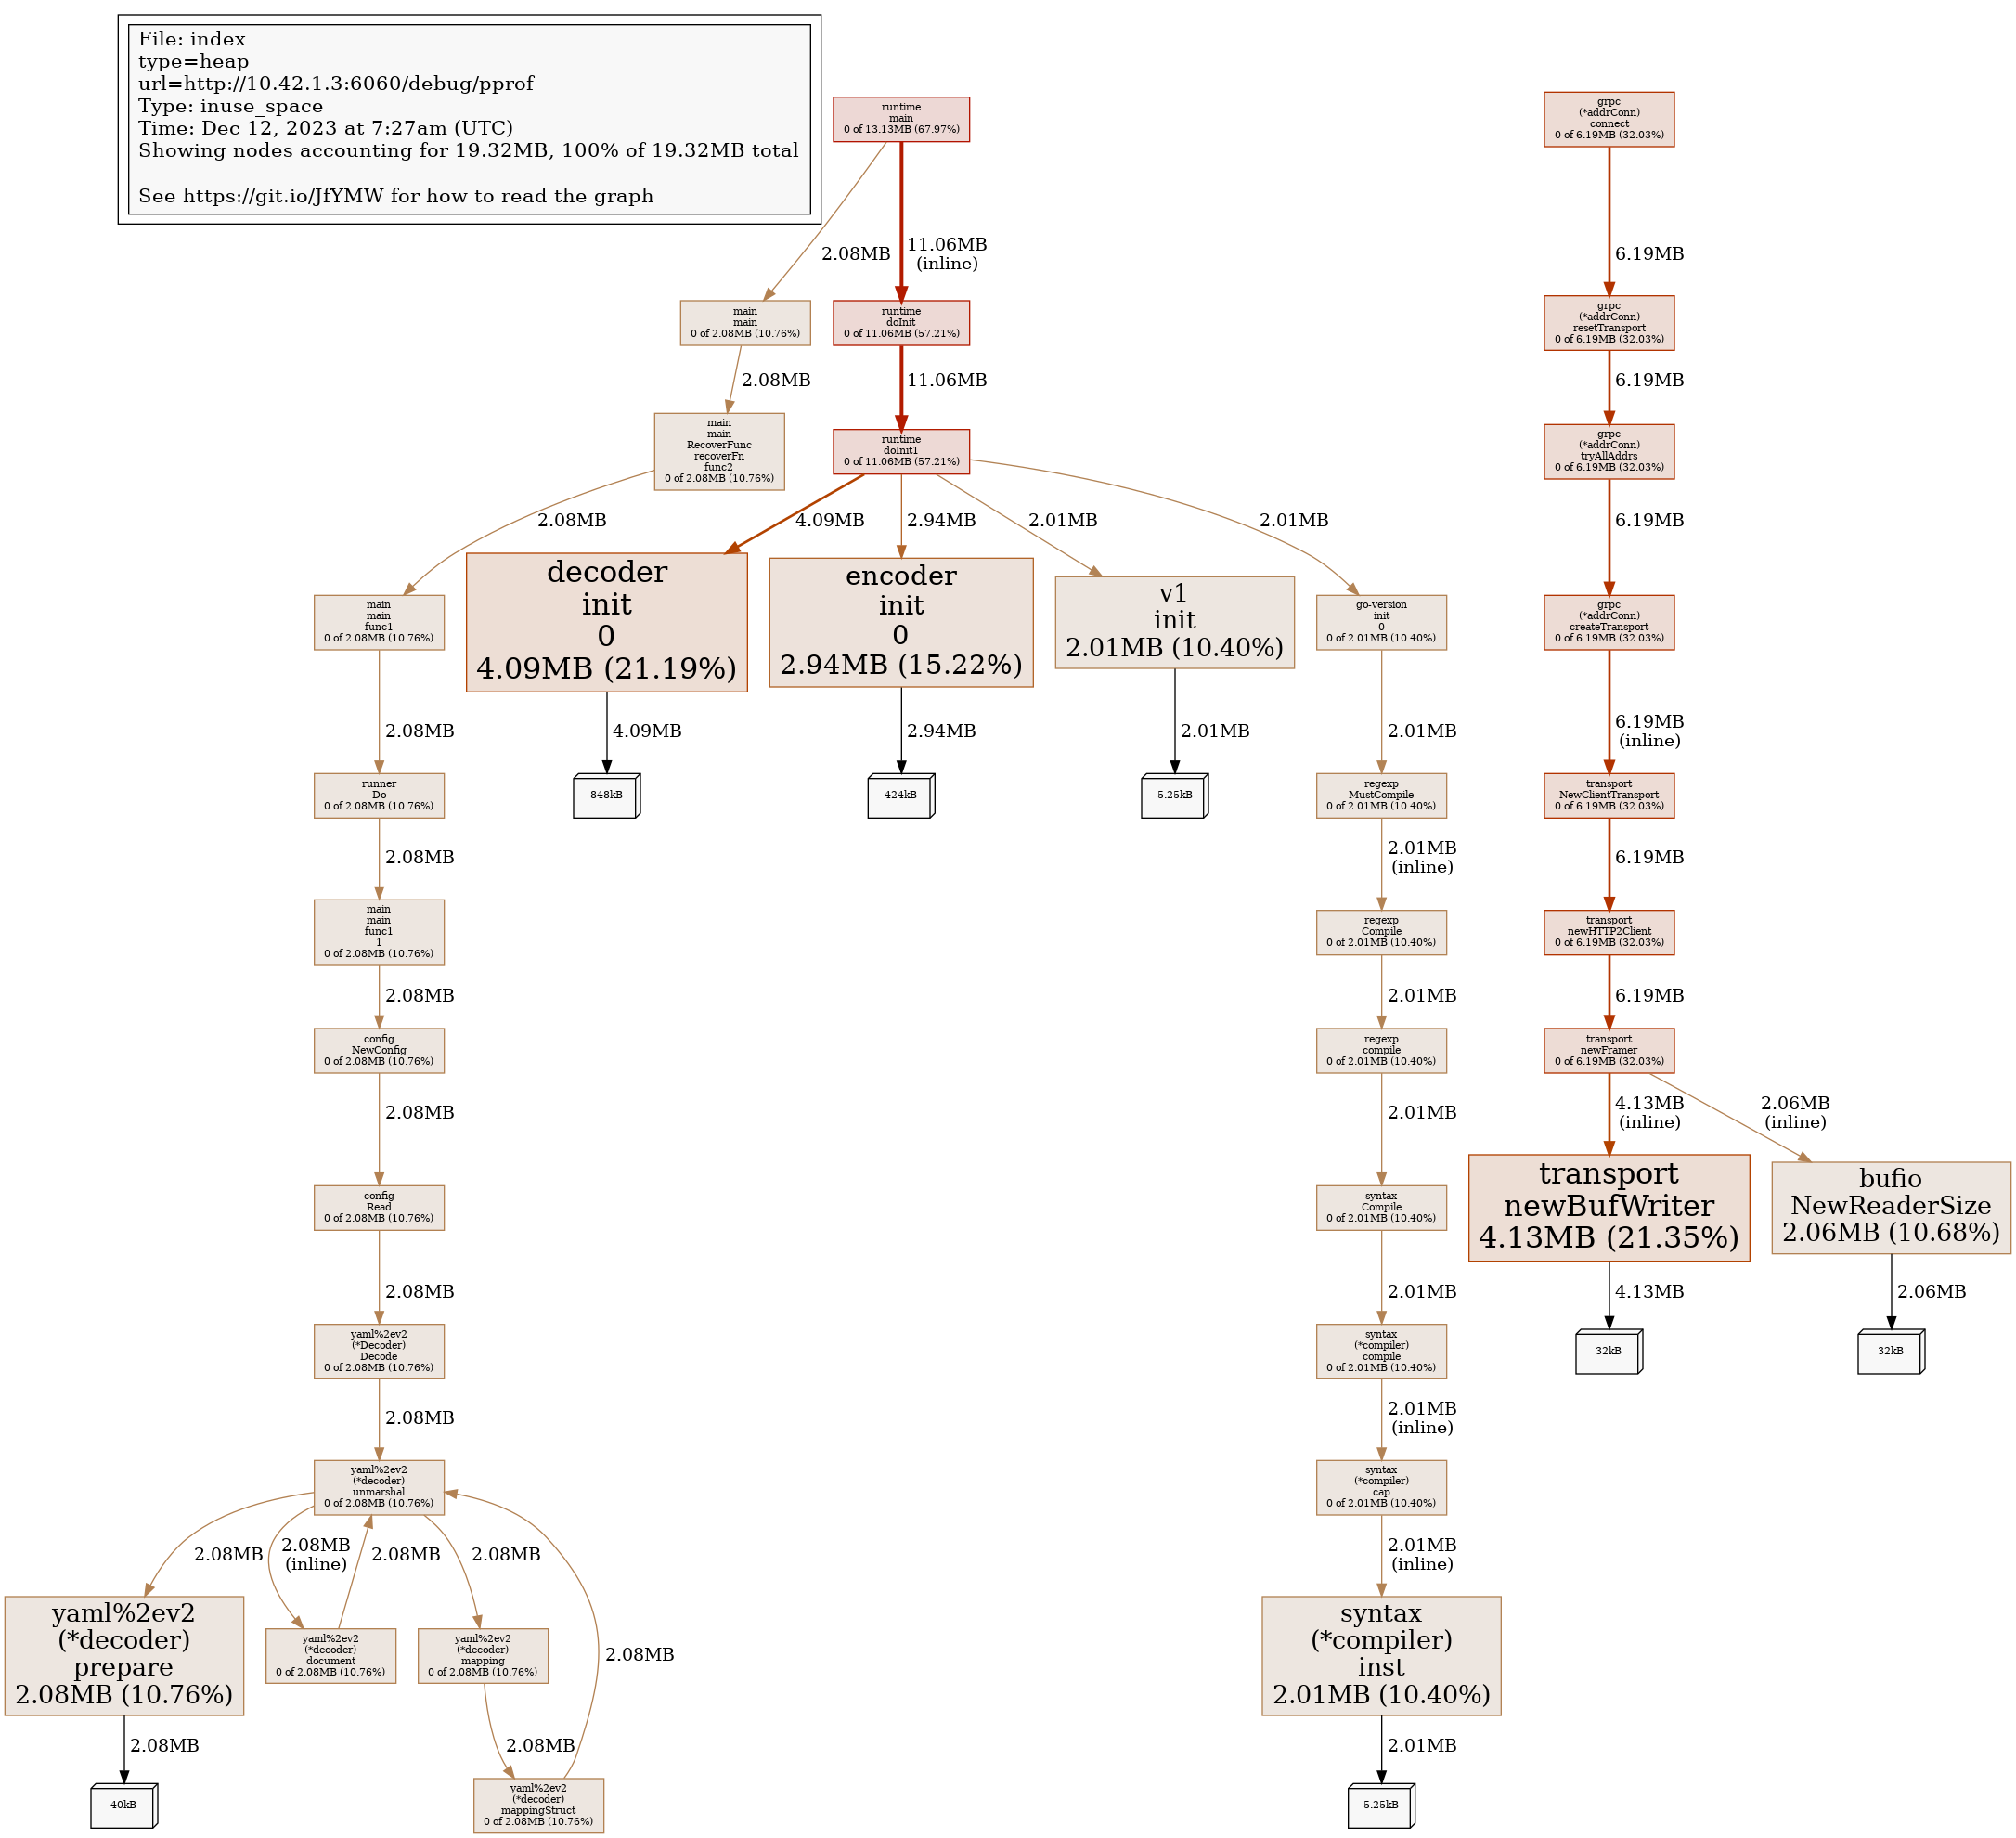 File: index
type=heap
url=http://10.42.1.3:6060/debug/pprof
Type: inuse_space
Time: Dec 12, 2023 at 7:27am (UTC)
Showing nodes accounting for 19.32MB, 100% of 19.32MB total
See https://git.io/JfYMW for how to read the graph
runtime
main
0 of 13.13MB (67.97%)
grpc
(*addrConn)
connect
0 of 6.19MB (32.03%)
2.08MB
11.06MB
(inline)
6.19MB
main
main
0 of 2.08MB (10.76%)
runtime
doInit
0 of 11.06MB (57.21%)
grpc
(*addrConn)
resetTransport
0 of 6.19MB (32.03%)
2.08MB
11.06MB
6.19MB
main
main
RecoverFunc
recoverFn
func2
0 of 2.08MB (10.76%)
runtime
doInit1
0 of 11.06MB (57.21%)
grpc
(*addrConn)
tryAllAddrs
0 of 6.19MB (32.03%)
2.08MB
4.09MB
2.94MB
2.01MB
2.01MB
6.19MB
main
main
func1
0 of 2.08MB (10.76%)
decoder
init
0
4.09MB (21.19%)
encoder
init
0
2.94MB (15.22%)
v1
init
2.01MB (10.40%)
go-version
init
0
0 of 2.01MB (10.40%)
grpc
(*addrConn)
createTransport
0 of 6.19MB (32.03%)
2.08MB
4.09MB
2.94MB
2.01MB
2.01MB
6.19MB
(inline)
runner
Do
0 of 2.08MB (10.76%)
848kB
424kB
5.25kB
regexp
MustCompile
0 of 2.01MB (10.40%)
transport
NewClientTransport
0 of 6.19MB (32.03%)
2.08MB
2.01MB
(inline)
6.19MB
main
main
func1
1
0 of 2.08MB (10.76%)
regexp
Compile
0 of 2.01MB (10.40%)
transport
newHTTP2Client
0 of 6.19MB (32.03%)
2.08MB
2.01MB
6.19MB
config
NewConfig
0 of 2.08MB (10.76%)
regexp
compile
0 of 2.01MB (10.40%)
transport
newFramer
0 of 6.19MB (32.03%)
2.08MB
2.01MB
4.13MB
(inline)
2.06MB
(inline)
config
Read
0 of 2.08MB (10.76%)
syntax
Compile
0 of 2.01MB (10.40%)
transport
newBufWriter
4.13MB (21.35%)
bufio
NewReaderSize
2.06MB (10.68%)
2.08MB
2.01MB
4.13MB
2.06MB
yaml%2ev2
(*Decoder)
Decode
0 of 2.08MB (10.76%)
syntax
(*compiler)
compile
0 of 2.01MB (10.40%)
32kB
32kB
2.08MB
2.01MB
(inline)
yaml%2ev2
(*decoder)
unmarshal
0 of 2.08MB (10.76%)
syntax
(*compiler)
cap
0 of 2.01MB (10.40%)
2.08MB
2.08MB
(inline)
2.08MB
2.08MB
2.01MB
(inline)
yaml%2ev2
(*decoder)
prepare
2.08MB (10.76%)
yaml%2ev2
(*decoder)
document
0 of 2.08MB (10.76%)
yaml%2ev2
(*decoder)
mapping
0 of 2.08MB (10.76%)
2.08MB
syntax
(*compiler)
inst
2.01MB (10.40%)
2.08MB
2.08MB
2.01MB
40kB
yaml%2ev2
(*decoder)
mappingStruct
0 of 2.08MB (10.76%)
5.25kB